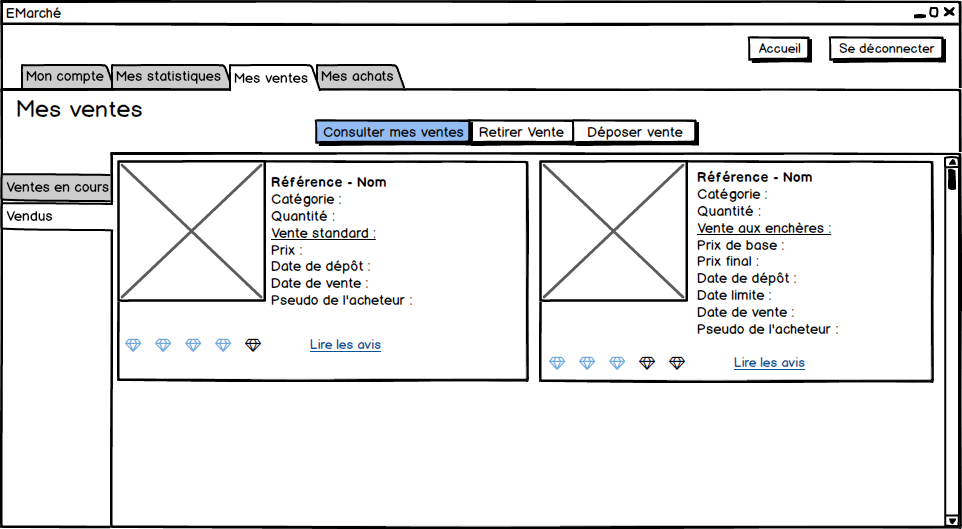 EMarché
Accueil
Se déconnecter
Mon compte
Mes statistiques
Mes ventes
Mes achats
Mes ventes
Consulter mes ventes
Retirer Vente
Déposer vente
Ventes en cours
Vendus
Référence - Nom
Catégorie :
Quantité :
Vente standard :
Prix :
Date de dépôt :
Date de vente :
Pseudo de l'acheteur :
Lire les avis
Référence - Nom
Catégorie :
Quantité :
Vente aux enchères :
Prix de base :
Prix final :
Date de dépôt :
Date limite :
Date de vente :
Pseudo de l'acheteur :
Lire les avis